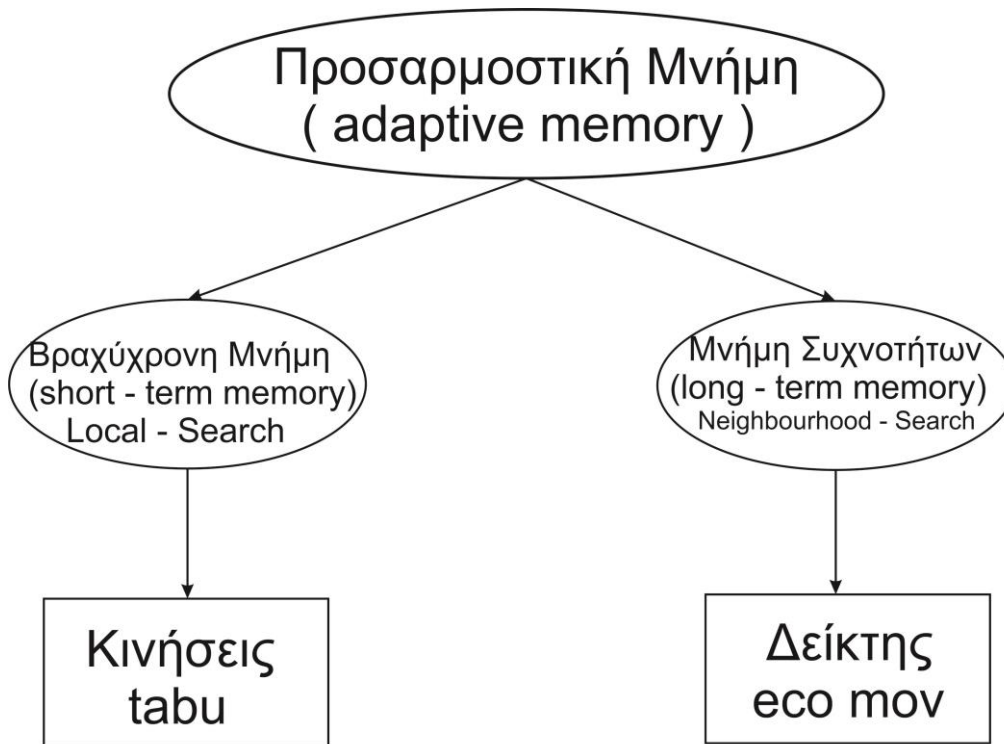 Προσαρμοστική Μνήμη
( adaptive memory )
Βραχύχρονη Μνήμη
(short - term memory)
Local - Search
Μνήμη Συχνοτήτων
(long - term memory)
Neighbourhood - Search
Κινήσεις
tabu
Δείκτης
eco mov